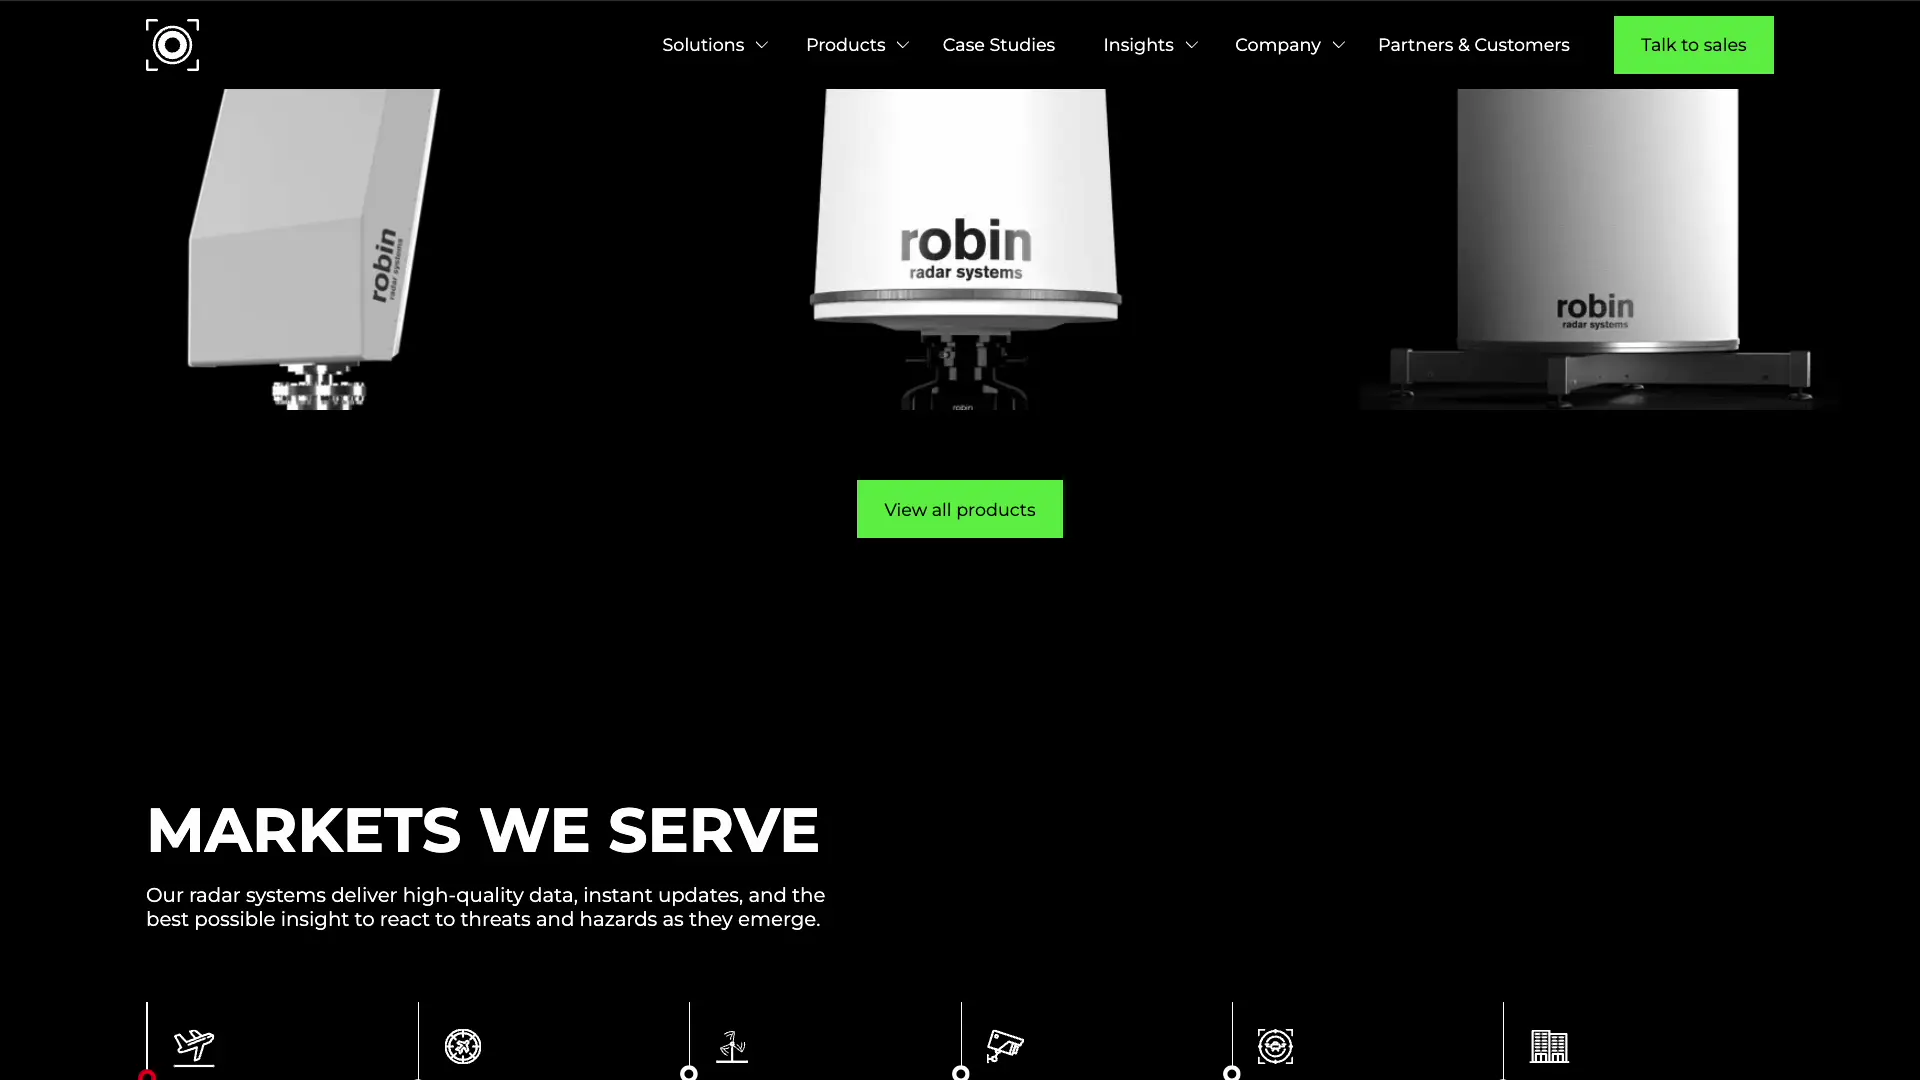 Solutions
Products
Case Studies
Insights
Company
Partners & Customers
Talk to sales
robin
radar systems
robin
radar systems
robin
radar systems
robin
View all products
MARKETS WE SERVE
Our radar systems deliver high-quality data, instant updates, and the
best possible insight to react to threats and hazards as they emerge.